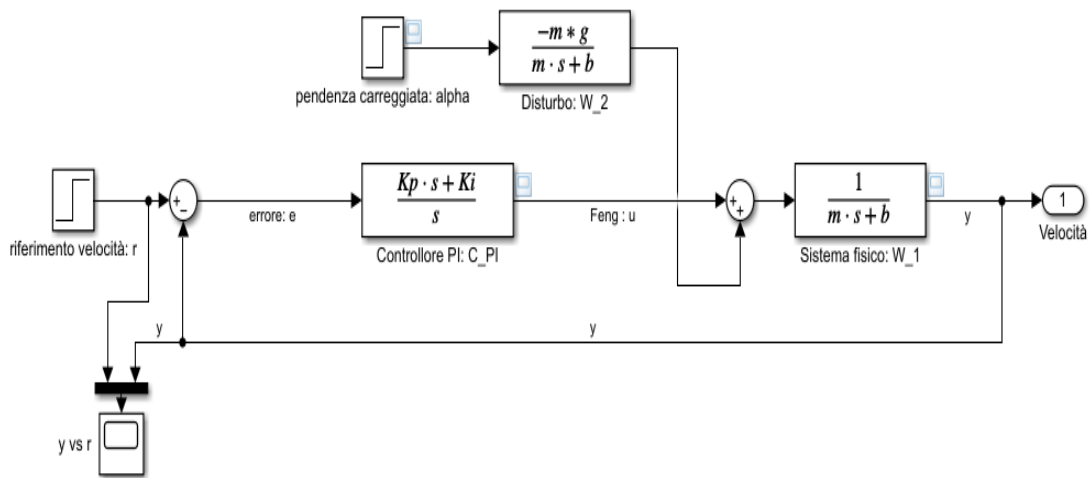 −m * g
m · s + b
pendenza carreggiata: alpha
Disturbo: W_2
+
−
Kp · s + Ki
s
+
+
1
m · s + b
1
riferimento velocità: r
errore: e
Controllore PI: C_PI
Feng : u
Sistema fisico: W_1
y
Velocità
y
y
y vs r